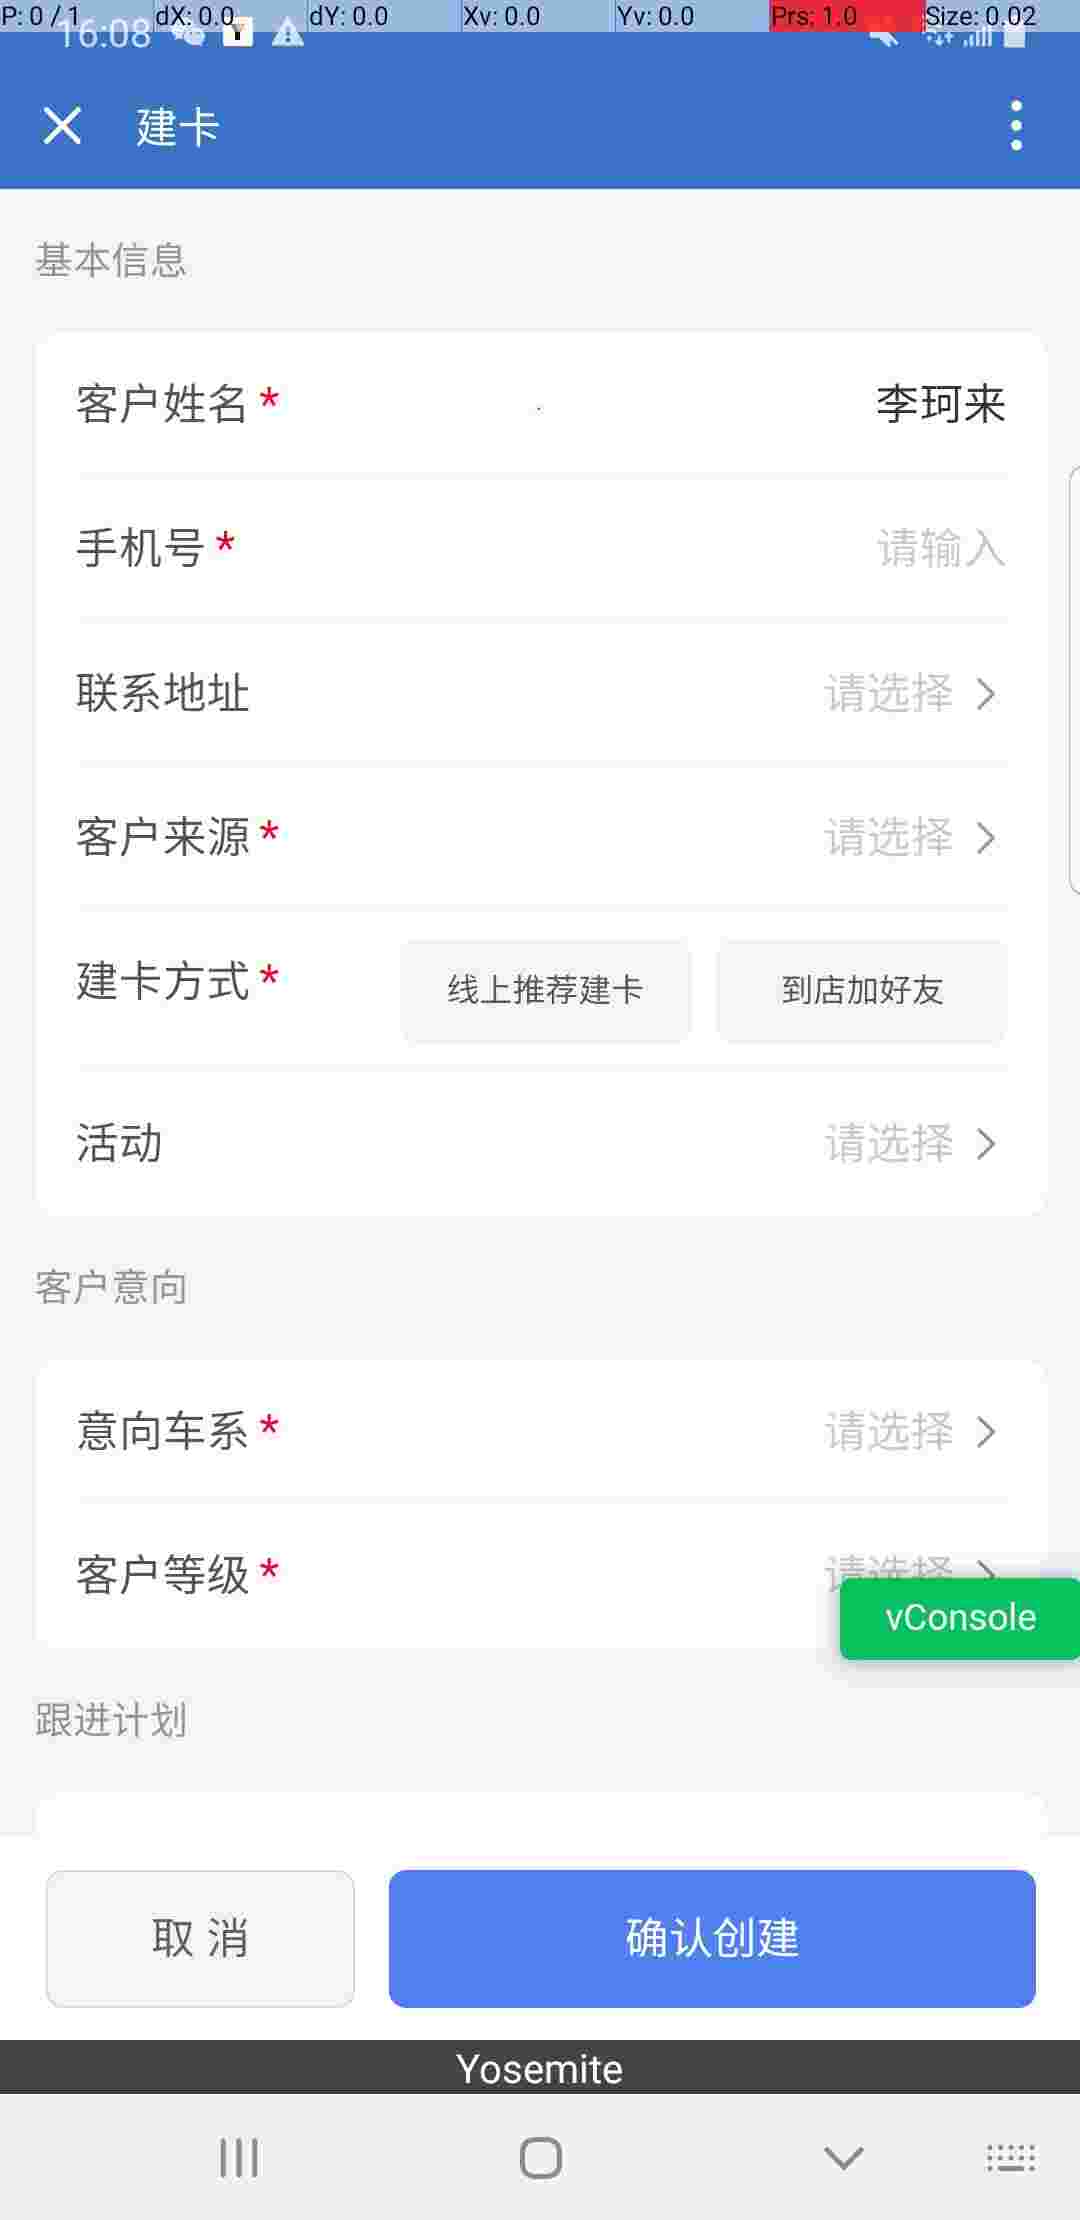 P: 0 / 1 dX: 0.0 dY: 0.0 Xv: 0.0 Yv: 0.0 Prs: 1.0 Size: 0.02
16:08
建卡
基本信息
客户姓名 * 李珂来
手机号 * 请输入
联系地址 请选择
客户来源 * 请选择
建卡方式 * 线上推荐建卡 到店加好友
活动 请选择
客户意向
意向车系 * 请选择
客户等级 * 请选择
vConsole
跟进计划
取 消 确认创建
Yosemite